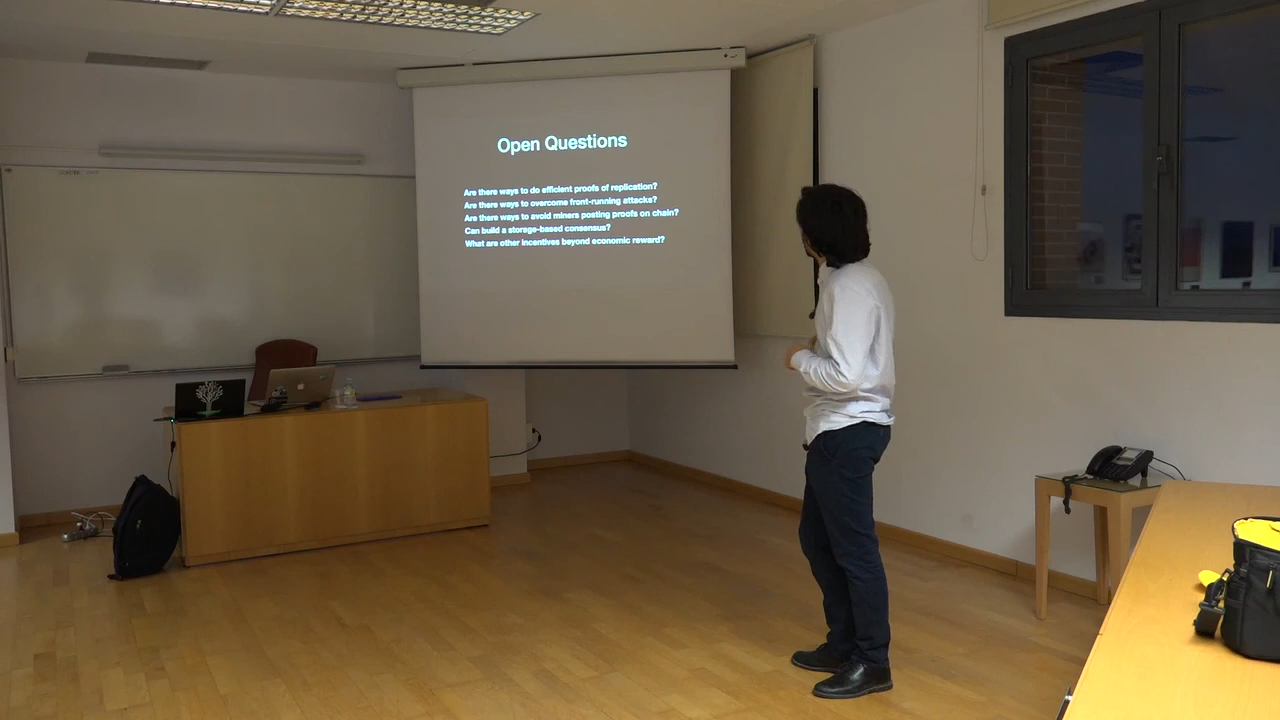 Open Questions
Are there ways to do efficient proofs of replication?
Are there ways to overcome front-running attacks?
Are there ways to avoid miners posting proofs on chain?
Can build a storage-based consensus?
What are other incentives beyond economic reward?